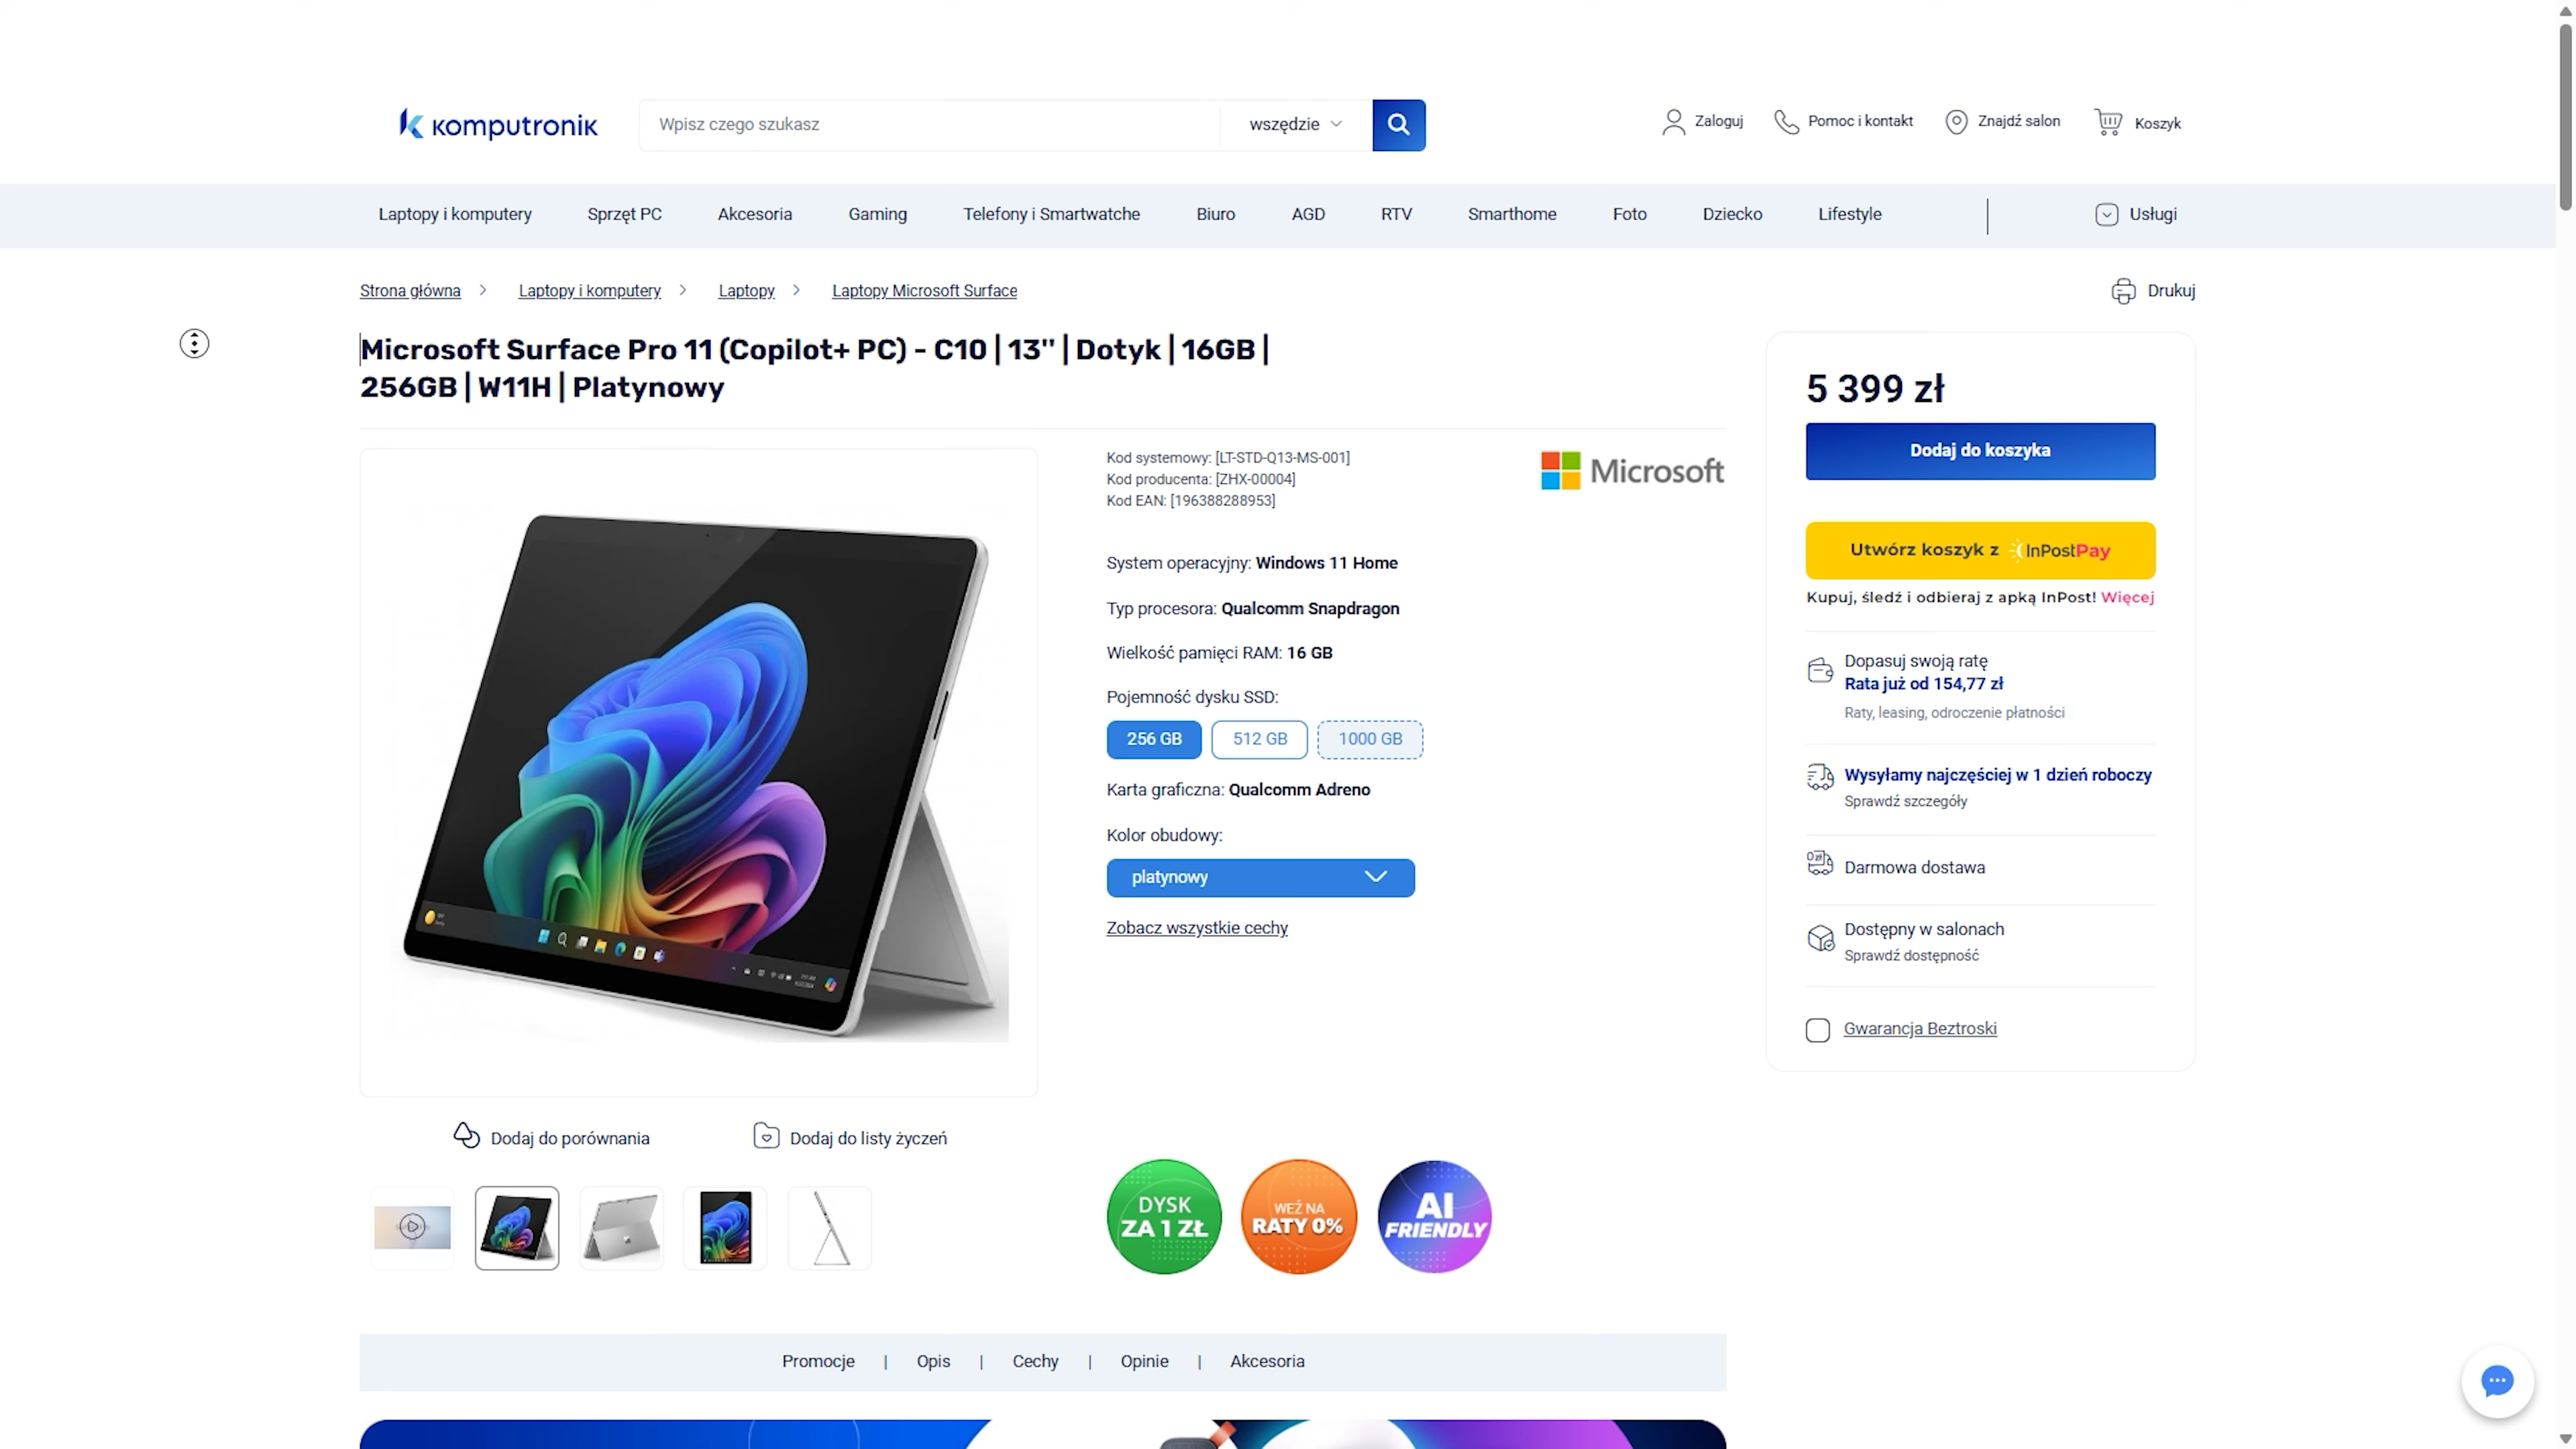 komputronik
Wpisz czego szukasz
wszędzie
Zaloguj
Pomoc i kontakt
Znajdź salon
Koszyk
Laptopy i komputery
Sprzęt PC
Akcesoria
Gaming
Telefony i Smartwatche
Biuro
AGD
RTV
Smarthome
Foto
Dziecko
Lifestyle
Usługi
Strona główna
Laptopy i komputery
Laptopy
Laptopy Microsoft Surface
Drukuj
Microsoft Surface Pro 11 (Copilot+ PC) - C10 | 13'' | Dotyk | 16GB |
256GB | W11H | Platynowy
Kod systemowy: [LT-STD-Q13-MS-001]
Kod producenta: [ZHX-00004]
Kod EAN: [196388288953]
Microsoft
System operacyjny: Windows 11 Home
Typ procesora: Qualcomm Snapdragon
Wielkość pamięci RAM: 16 GB
Pojemność dysku SSD:
256 GB
512 GB
1000 GB
Karta graficzna: Qualcomm Adreno
Kolor obudowy:
platynowy
Zobacz wszystkie cechy
5 399 zł
Dodaj do koszyka
Utwórz koszyk z InPostPay
Kupuj, śledź i odbieraj z apką InPost! Więcej
Dopasuj swoją ratę
Rata już od 154,77 zł
Raty, leasing, odroczenie płatności
Wysyłamy najczęściej w 1 dzień roboczy
Sprawdź szczegóły
0zł
Darmowa dostawa
Dostępny w salonach
Sprawdź dostępność
Gwarancja Beztroski
Dodaj do porównania
Dodaj do listy życzeń
DYSK
ZA 1 ZŁ
WEŹ NA
RATY 0%
AI
FRIENDLY
Promocje | Opis | Cechy | Opinie | Akcesoria